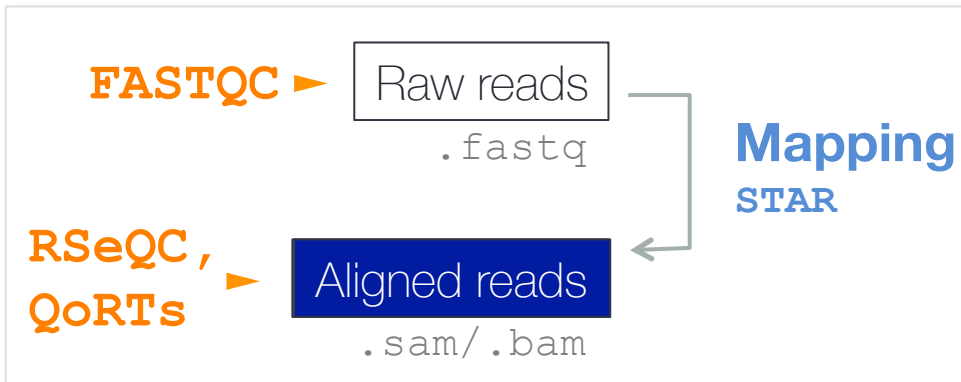 FASTQC
Raw reads
.fastq
Mapping
STAR
RSeQC,
QoRTs
Aligned reads
.sam/.bam